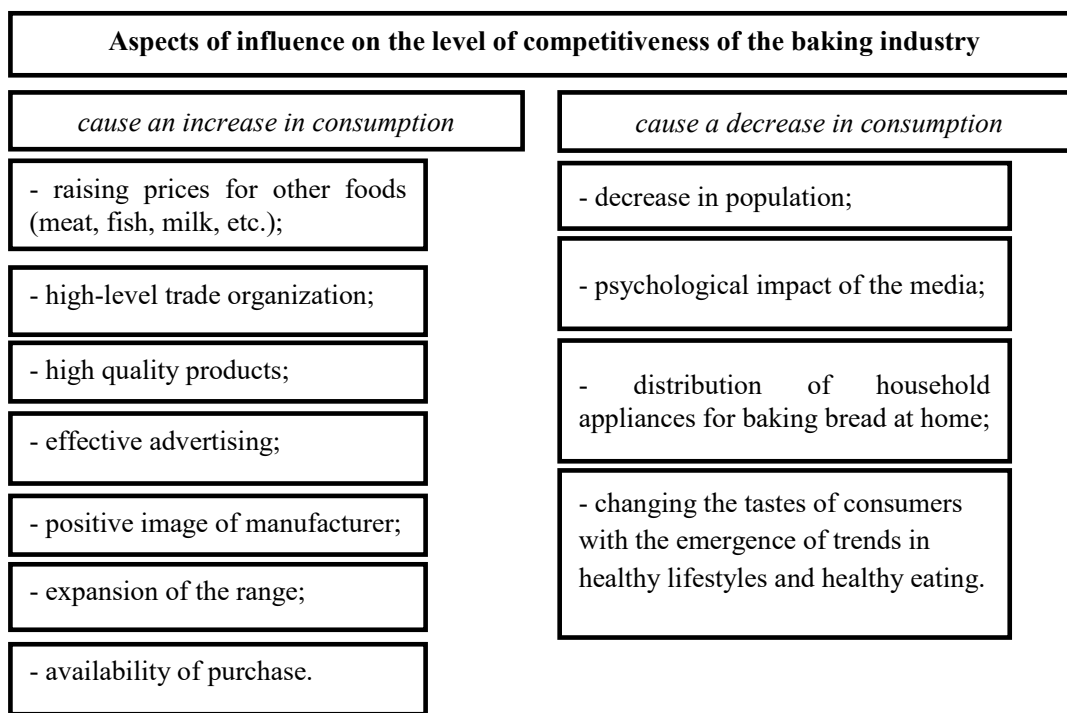 Aspects of influence on the level of competitiveness of the baking industry
cause an increase in consumption
- raising prices for other foods
(meat, fish, milk, etc.);
- high-level trade organization;
- high quality products;
- effective advertising;
- positive image of manufacturer;
- expansion of the range;
- availability of purchase.
cause a decrease in consumption
- decrease in population;
- psychological impact of the media;
- distribution of household
appliances for baking bread at home;
- changing the tastes of consumers
with the emergence of trends in
healthy lifestyles and healthy eating.